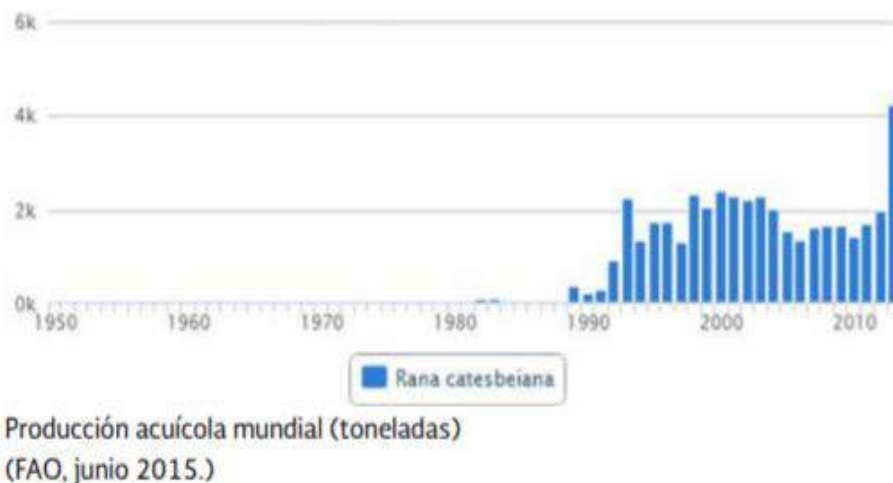 6k
4k
2k
0k
1950 1960 1970 1980 1990 2000 2010
Rana catesbeiana
Producción acuícola mundial (toneladas)
(FAO, junio 2015.)